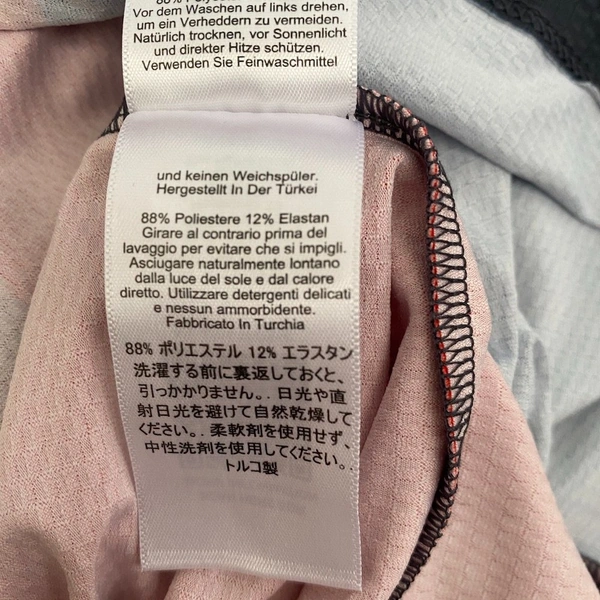 88% Polyester
Vor dem Waschen auf links drehen,
um ein Verheddern zu vermeiden.
Natürlich trocknen, vor Sonnenlicht
und direkter Hitze schützen.
Verwenden Sie Feinwaschmittel
und keinen Weichspüler.
Hergestellt In Der Türkei
88% Poliestere 12% Elastan
Girare al contrario prima del
lavaggio per evitare che si impigli.
Asciugare naturalmente lontano
dalla luce del sole e dal calore
diretto. Utilizzare detergenti delicati
e nessun ammorbidente.
Fabbricato In Turchia
88% ポリエステル 12% エラスタン
洗濯する前に裏返しておくと、
引っかかりません。. 日光や直
射日光を避けて自然乾燥して
ください。. 柔軟剤を使用せず、
中性洗剤を使用してください。.
トルコ製